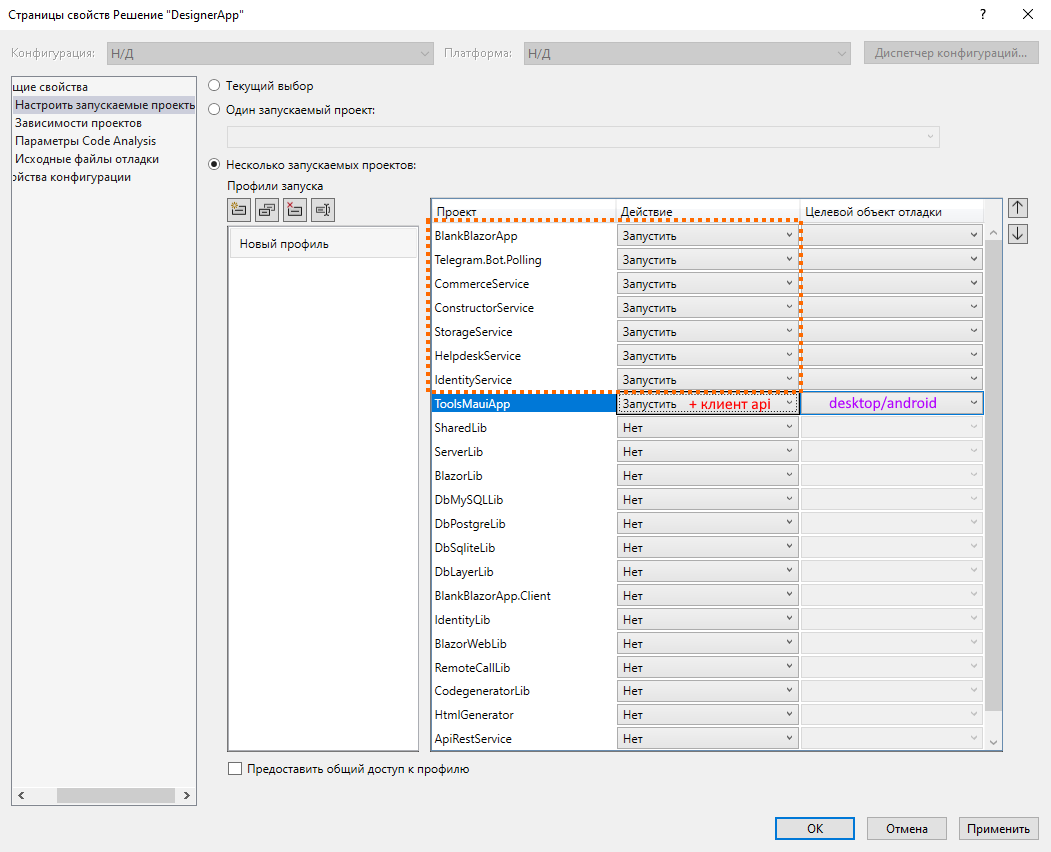 Страницы свойств Решение "DesignerApp"
?
Конфигурация: Н/Д Платформа: Н/Д Диспетчер конфигураций...
щие свойства
Настроить запускаемые проекть
Зависимости проектов
Параметры Code Analysis
Исходные файлы отладки
ойства конфигурации
Текущий выбор
Один запускаемый проект:
Несколько запускаемых проектов:
Профили запуска
Новый профиль
Проект Действие Целевой объект отладки
BlankBlazorApp Запустить
Telegram.Bot.Polling Запустить
CommerceService Запустить
ConstructorService Запустить
StorageService Запустить
HelpdeskService Запустить
IdentityService Запустить
ToolsMauiApp Запустить + клиент api desktop/android
SharedLib Нет
ServerLib Нет
BlazorLib Нет
DbMySQLLib Нет
DbPostgreLib Нет
DbSqliteLib Нет
DbLayerLib Нет
BlankBlazorApp.Client Нет
IdentityLib Нет
BlazorWebLib Нет
RemoteCallLib Нет
CodegeneratorLib Нет
HtmlGenerator Нет
ApiRestService Нет
Предоставить общий доступ к профилю
OK Отмена Применить